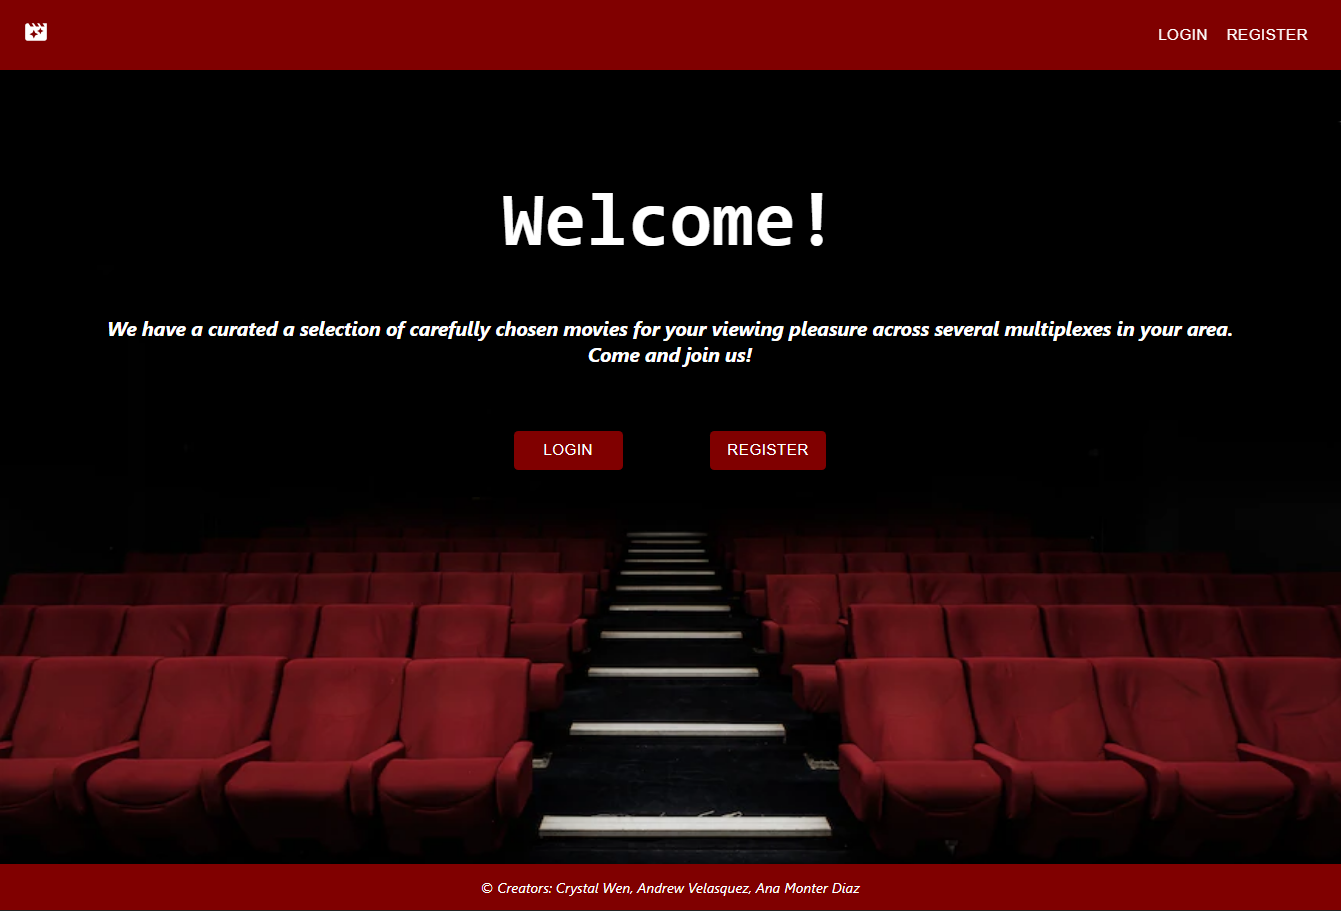 LOGIN REGISTER
Welcome!
We have a curated a selection of carefully chosen movies for your viewing pleasure across several multiplexes in your area.
Come and join us!
LOGIN REGISTER
© Creators: Crystal Wen, Andrew Velasquez, Ana Monter Diaz